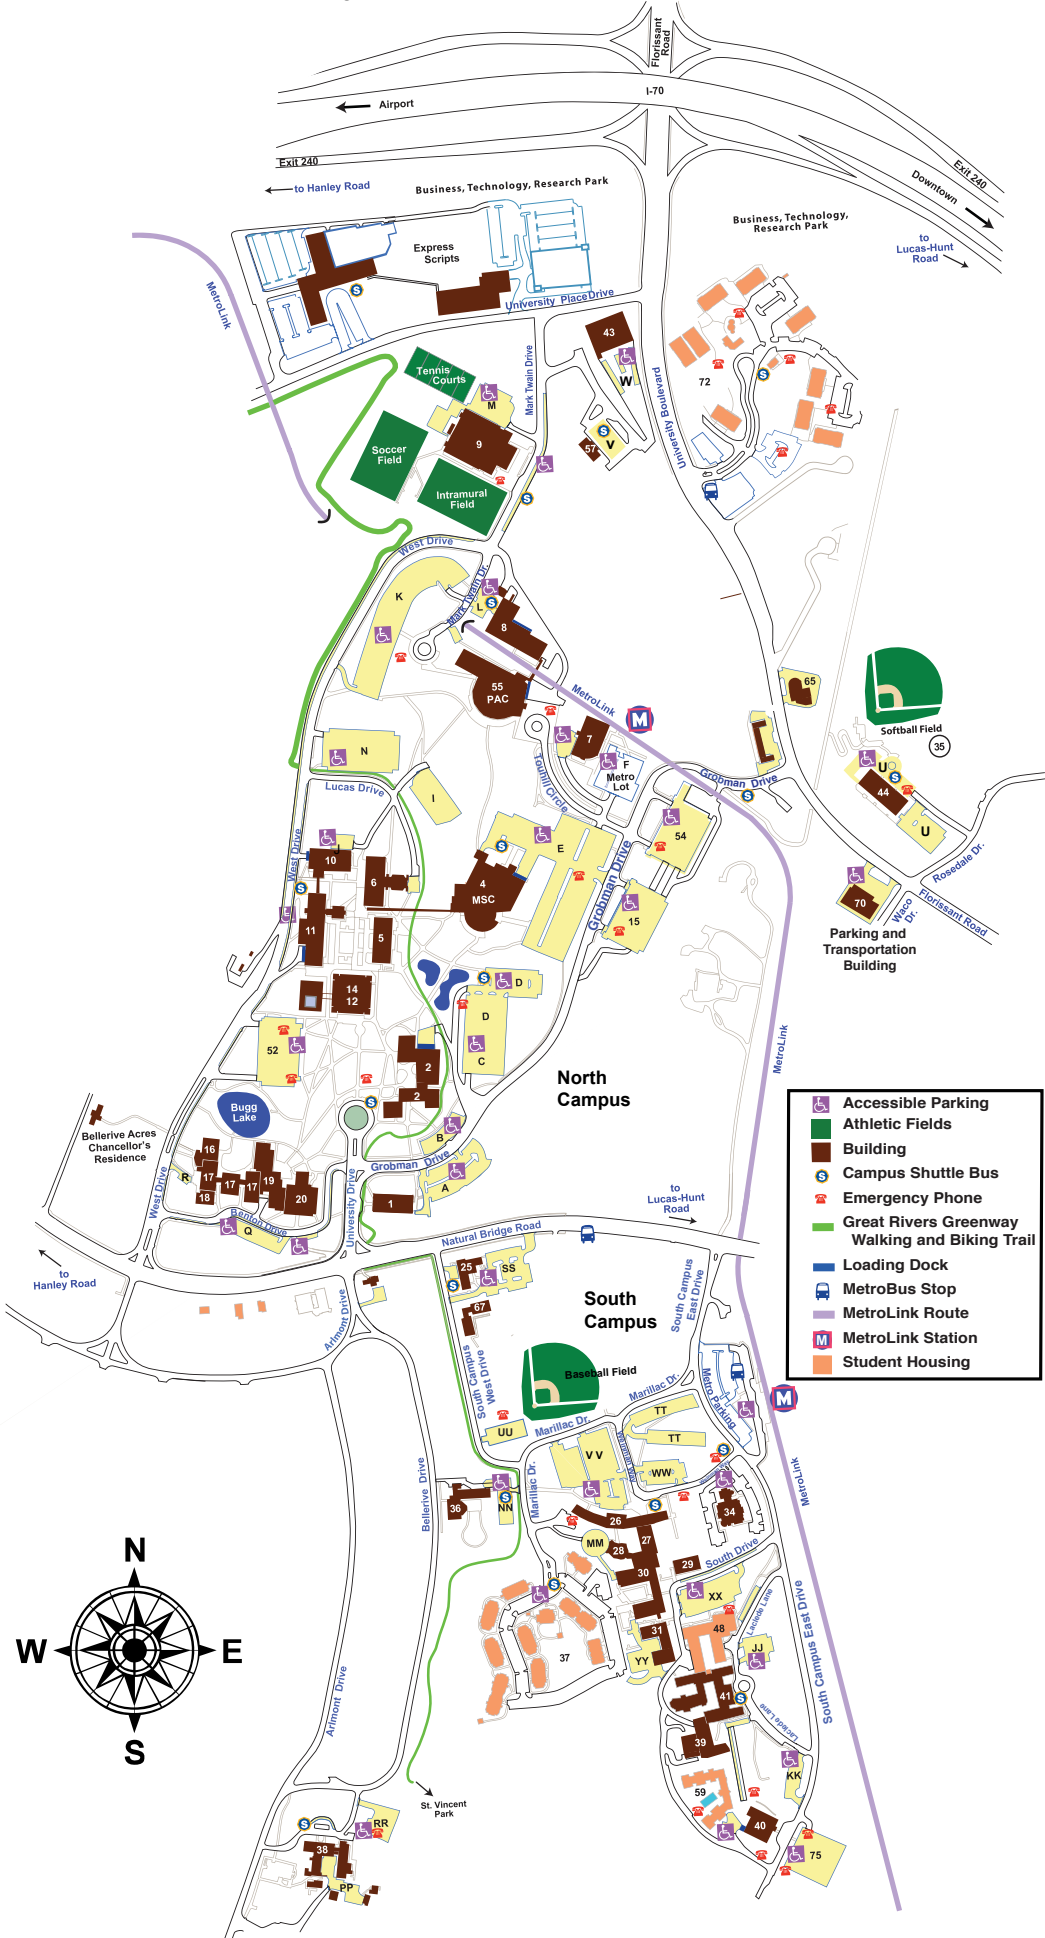 Florissant
Road
I-70
Airport
Exit 240
Exit 240
Downtown
to Hanley Road
Business, Technology, Research Park
Business, Technology,
Research Park
to
Lucas-Hunt
Road
Express
Scripts
MetroLink
University Place Drive
43
W
Mark Twain Drive
University Boulevard
72
Tennis
Courts
M
9
Soccer
Field
Intramural
Field
V
57
West Drive
K
Mark Twain Dr.
L
8
55
PAC
MetroLink
M
65
Softball Field
35
7
F
Metro
Lot
Touhill Circle
Grobman Drive
U
44
U
N
Lucas Drive
I
54
E
Rosedale Dr.
West Drive
J
10
6
4
MSC
Grobman Drive
15
70
Waco
Dr.
Florissant Road
Parking and
Transportation
Building
11
5
14
12
D
D
C
MetroLink
52
2
2
North
Campus
Bugg
Lake
Bellerive Acres
Chancellor's
Residence
B
Grobman Drive
A
16
R
17
17
17
19
18
20
1
West Drive
University Drive
Benton Drive
Q
to
Lucas-Hunt
Road
Natural Bridge Road
to
Hanley Road
Accessible Parking
Athletic Fields
Building
S
Campus Shuttle Bus
Emergency Phone
Great Rivers Greenway
Walking and Biking Trail
Loading Dock
MetroBus Stop
MetroLink Route
M
MetroLink Station
Student Housing
25
SS
67
South
Campus
South Campus
East Drive
Arlmont Drive
South Campus
West Drive
Baseball Field
Marillac Dr.
Metro Parking
M
UU
Marillac Dr.
TT
TT
V V
WW
MetroLink
Bellerive Drive
Marillac Dr.
36
NN
34
26
27
MM
28
30
29
South Drive
XX
Laclede Lane
48
37
31
YY
JJ
South Campus East Drive
41
Laclede Lane
39
KK
59
40
75
N
W
E
S
Arlmont Drive
St. Vincent
Park
RR
38
PP